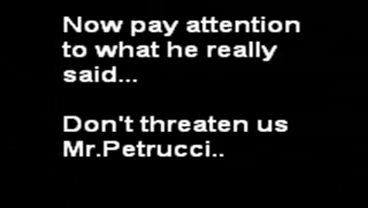 Now pay attention
to what he really
said...
Don't threaten us
Mr.Petrucci..